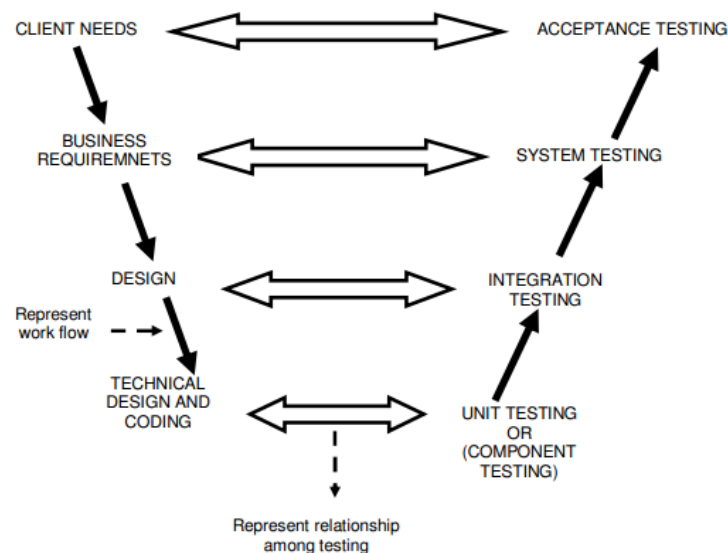 CLIENT NEEDS
ACCEPTANCE TESTING
BUSINESS
REQUIREMNETS
SYSTEM TESTING
DESIGN
INTEGRATION
TESTING
Represent
work flow
TECHNICAL
DESIGN AND
CODING
UNIT TESTING
OR
(COMPONENT
TESTING)
Represent relationship
among testing